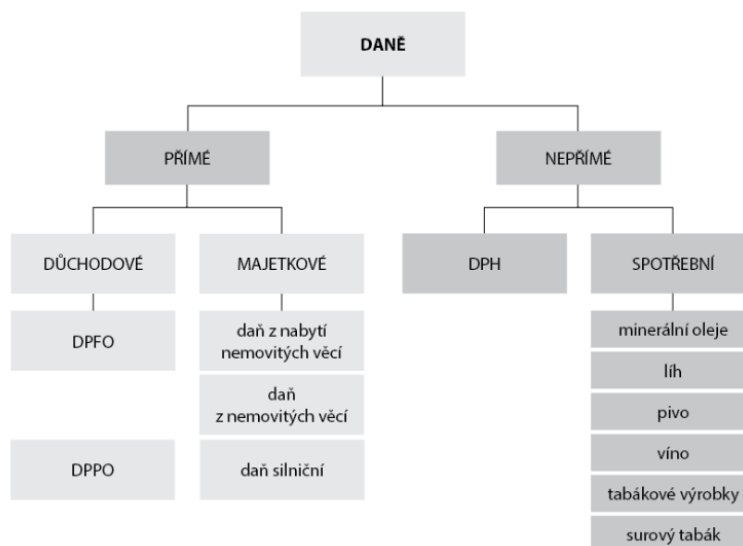 DANĚ
PŘÍMÉ
NEPŘÍMÉ
DŮCHODOVÉ
MAJETKOVÉ
DPH
SPOTŘEBNÍ
DPFO
daň z nabytí
nemovitých věcí
daň
z nemovitých věcí
DPPO
daň silniční
minerální oleje
líh
pivo
víno
tabákové výrobky
surový tabák